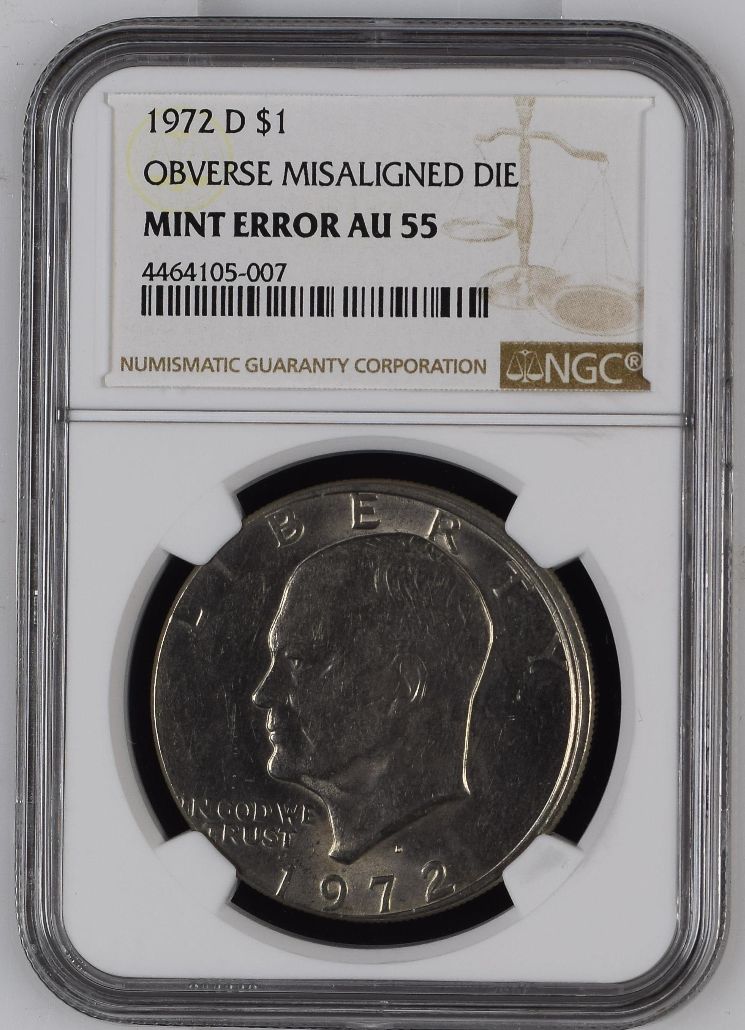 1972 D $1
OBVERSE MISALIGNED DIE
MINT ERROR AU 55
4464105-007
NUMISMATIC GUARANTY CORPORATION NGC®
LIBERTY
IN GOD WE
TRUST
D
1972